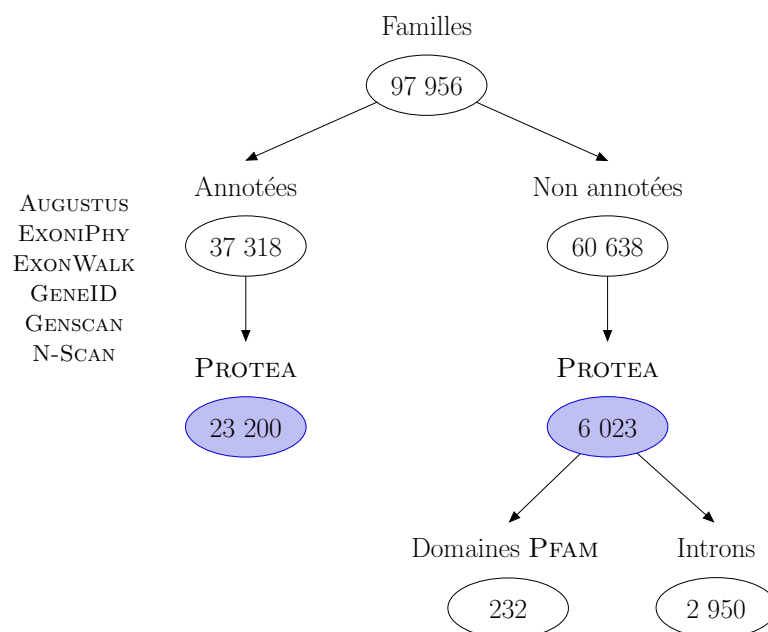 Familles
97 956
Annotées
Non annotées
AUGUSTUS
EXONIPHY
EXONWALK
GENEID
GENSCAN
N-SCAN
37 318
60 638
PROTEA
PROTEA
23 200
6 023
Domaines PFAM
Introns
232
2 950